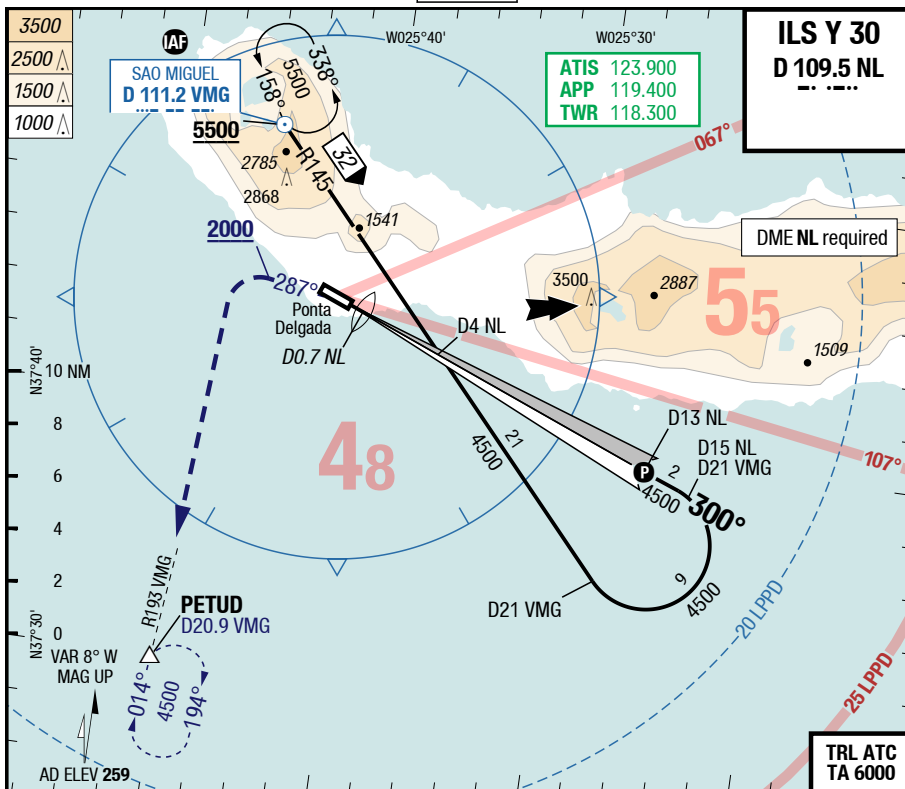 3500
2500
1500
1000
IAF
SAO MIGUEL
D 111.2 VMG
5500
158°
5500
338°
W025°40'
W025°30'
ATIS 123.900
APP 119.400
TWR 118.300
ILS Y 30
D 109.5 NL
067°
2785
2868
R145
32
1541
2000
287°
Ponta
Delgada
D0.7 NL
D4 NL
DME NL required
3500
2887
55
1509
N37°40'
10 NM
8
6
4
2
0
N37°30'
48
21
4500
D13 NL
D15 NL
D21 VMG
P
2
4500
300°
107°
9
4500
D21 VMG
20 LPPD
25 LPPD
R193 VMG
PETUD
D20.9 VMG
014°
4500
194°
VAR 8° W
MAG UP
AD ELEV 259
TRL ATC
TA 6000